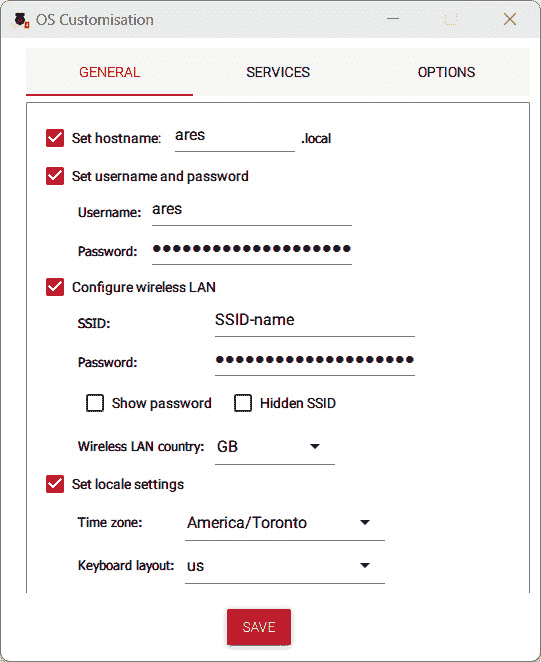 OS Customisation
GENERAL SERVICES OPTIONS
Set hostname: ares .local
Set username and password
Username: ares
Password: ●●●●●●●●●●●●●●●●●●●
Configure wireless LAN
SSID: SSID-name
Password: ●●●●●●●●●●●●●●●●●●●
Show password Hidden SSID
Wireless LAN country: GB
Set locale settings
Time zone: America/Toronto
Keyboard layout: us
SAVE